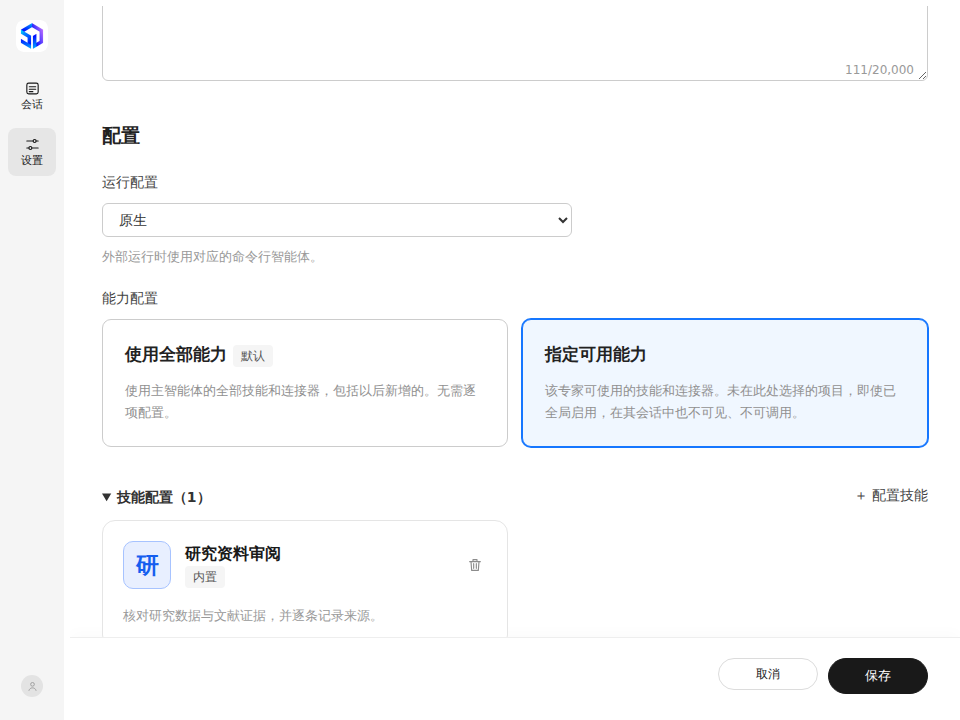 111/20,000
会话
设置
配置
运行配置
原生
外部运行时使用对应的命令行智能体。
能力配置
使用全部能力 默认
使用主智能体的全部技能和连接器，包括以后新增的。无需逐
项配置。
指定可用能力
该专家可使用的技能和连接器。未在此处选择的项目，即使已
全局启用，在其会话中也不可见、不可调用。
▼ 技能配置（1）
+ 配置技能
研
研究资料审阅
内置
核对研究数据与文献证据，并逐条记录来源。
取消
保存